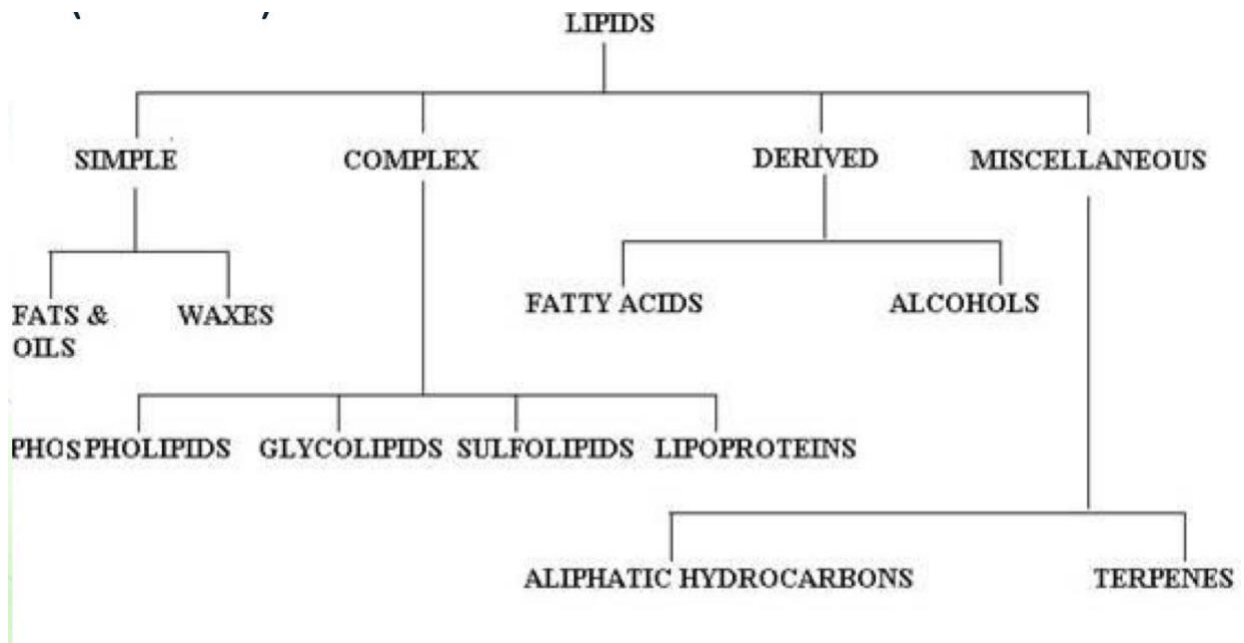 LIPIDS
SIMPLE COMPLEX DERIVED MISCELLANEOUS
FATS & WAXES FATTY ACIDS ALCOHOLS
OILS
PHOSPHOLIPIDS GLYCOLIPIDS SULFOLIPIDS LIPOPROTEINS
ALIPHATIC HYDROCARBONS TERPENES